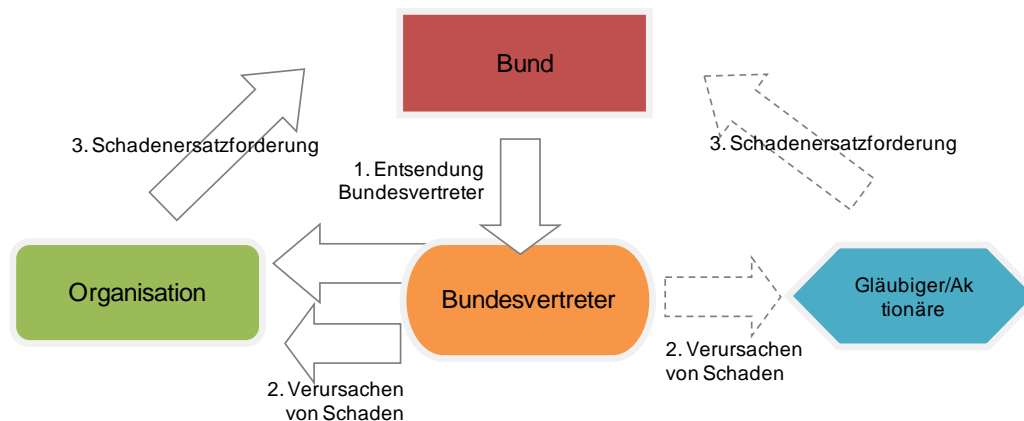 Bund
3. Schadenersatzforderung
3. Schadenersatzforderung
1. Entsendung
Bundesvertreter
Organisation
Bundesvertreter
Gläubiger/Ak
tionäre
2. Verursachen
von Schaden
2. Verursachen
von Schaden